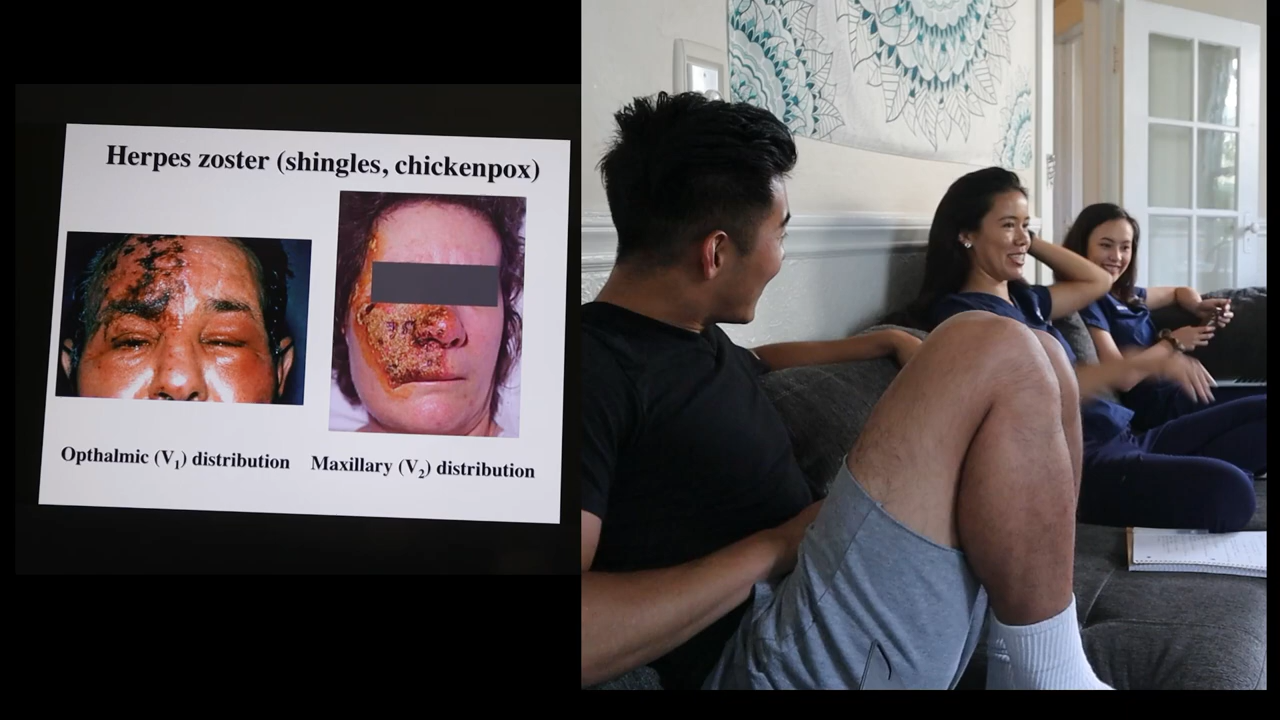 Herpes zoster (shingles, chickenpox)
Opthalmic (V₁) distribution
Maxillary (V₂) distribution